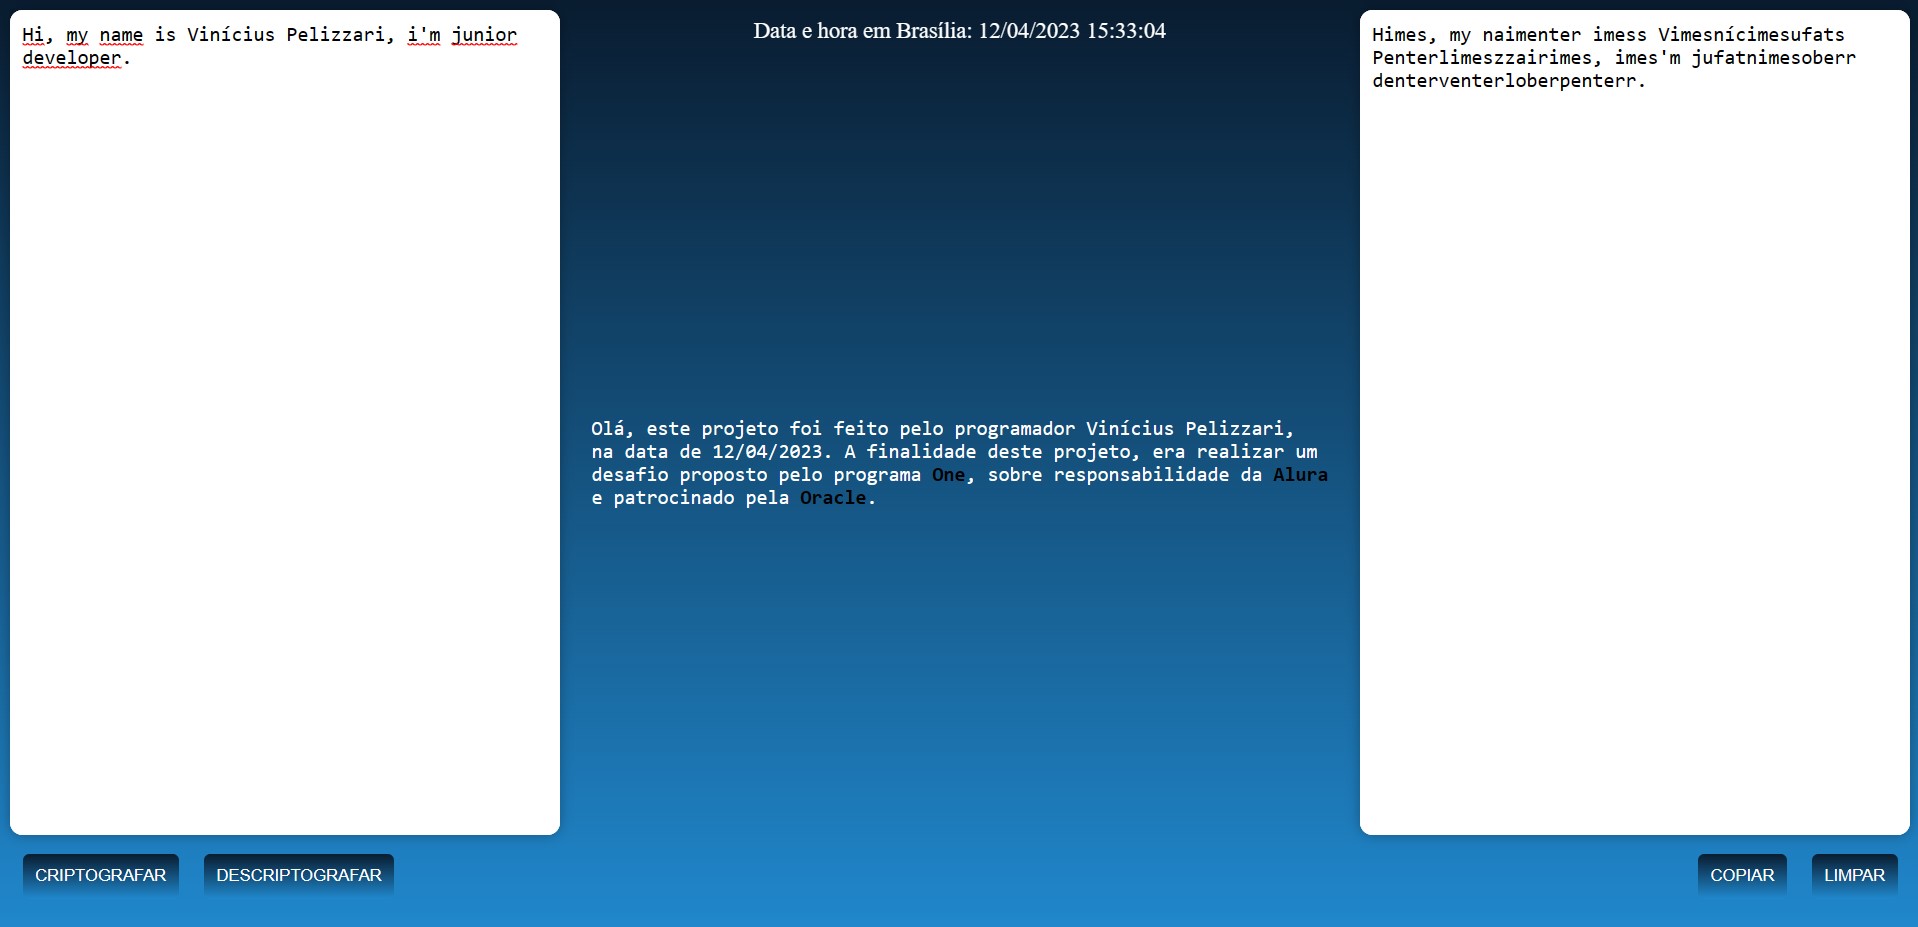 Hi, my name is Vinícius Pelizzari, i'm junior
developer.
Data e hora em Brasília: 12/04/2023 15:33:04
Olá, este projeto foi feito pelo programador Vinícius Pelizzari,
na data de 12/04/2023. A finalidade deste projeto, era realizar um
desafio proposto pelo programa One, sobre responsabilidade da Alura
e patrocinado pela Oracle.
Himes, my naimenter imess Vimesnícimesufats
Penterlimeszzairimes, imes'm jufatnimesoberr
denterventerloberpenterr.
CRIPTOGRAFAR
DESCRIPTOGRAFAR
COPIAR
LIMPAR